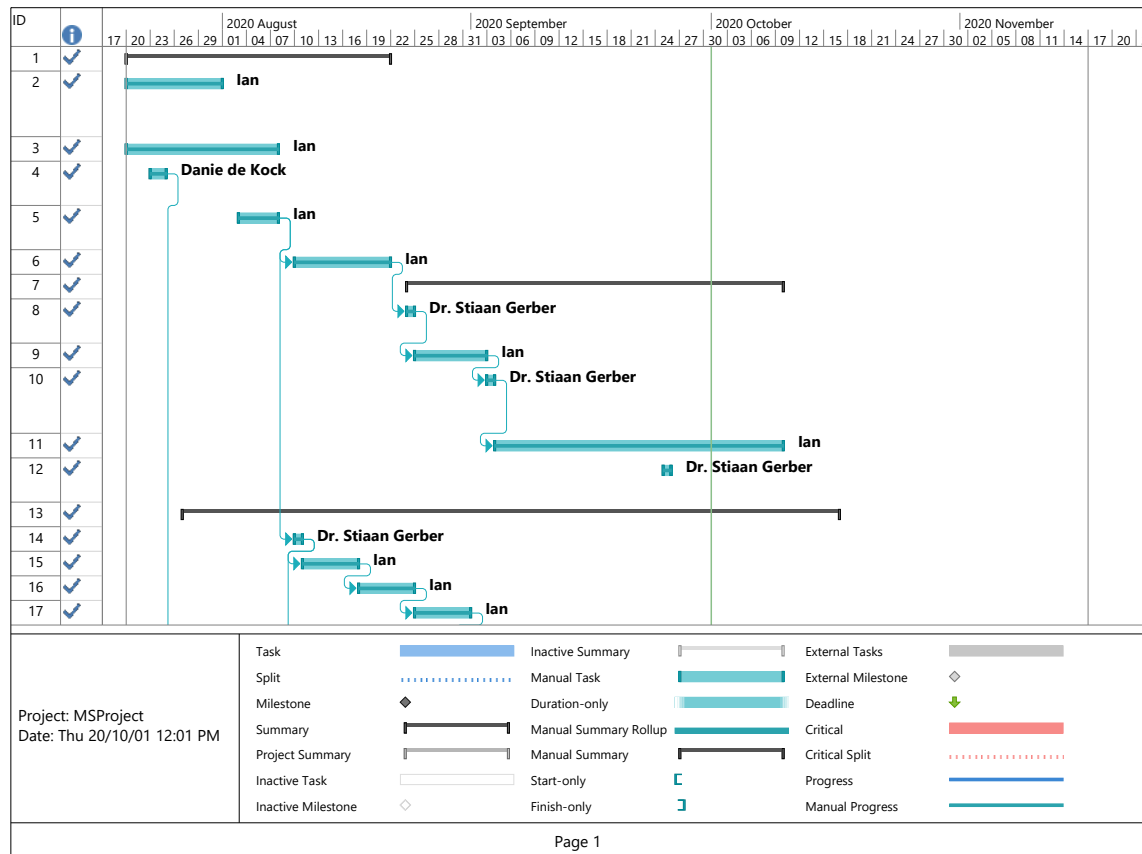 ID
2020 August 2020 September 2020 October 2020 November
17 20 23 26 29 01 04 07 10 13 16 19 22 25 28 31 03 06 09 12 15 18 21 24 27 30 03 06 09 12 15 18 21 24 27 30 02 05 08 11 14 17 20
1
2 Ian
3 Ian
4 Danie de Kock
5 Ian
6 Ian
7
8 Dr. Stiaan Gerber
9 Ian
10 Dr. Stiaan Gerber
11 Ian
12 Dr. Stiaan Gerber
13
14 Dr. Stiaan Gerber
15 Ian
16 Ian
17 Ian
Project: MSProject
Date: Thu 20/10/01 12:01 PM
Task Inactive Summary External Tasks
Split Manual Task External Milestone
Milestone Duration-only Deadline
Summary Manual Summary Rollup Critical
Project Summary Manual Summary Critical Split
Inactive Task Start-only Progress
Inactive Milestone Finish-only Manual Progress
Page 1